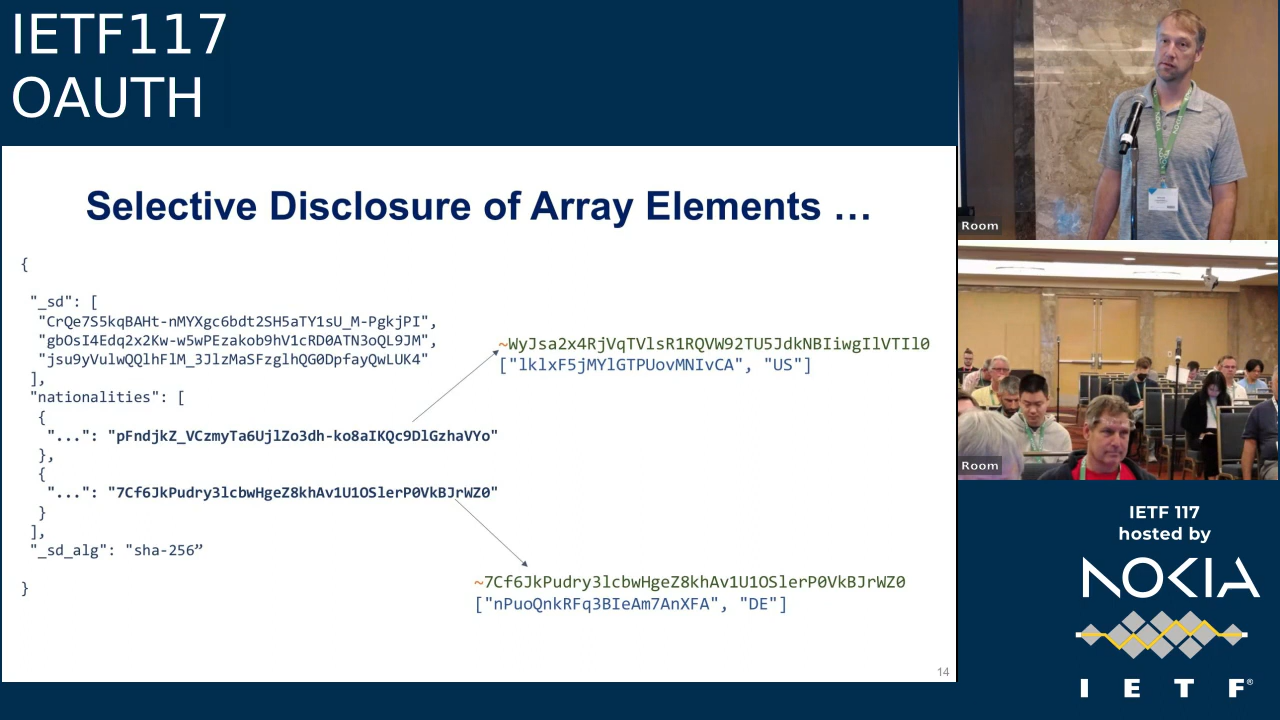 IETF117
OAUTH
Selective Disclosure of Array Elements …
{
"_sd": [
"CrQe7S5kqBAHt-nMYXgc6bdt2SH5aTY1sU_M-PgkjPI",
"gbOsI4Edq2x2Kw-w5wPEzakob9hV1cRD0ATN3oQL9JM",
"jsu9yVulwQQlhFlM_3JlzMaSFzglhQG0DpfayQwLUK4"
],
"nationalities": [
{
"...": "pFndjkZ_VCzmyTa6UjlZo3dh-ko8aIKQc9DlGzhaVYo"
},
{
"...": "7Cf6JkPudry3lcbwHgeZ8khAv1U1OSlerP0VkBJrWZ0"
}
],
"_sd_alg": "sha-256”
}
~WyJsa2x4RjVqTVlsR1RQVW92TU5JdkNBIiwgIlVTIl0
["lklxF5jMYlGTPUovMNIvCA", "US"]
~7Cf6JkPudry3lcbwHgeZ8khAv1U1OSlerP0VkBJrWZ0
["nPuoQnkRFq3BIeAm7AnXFA", "DE"]
14
Room
Room
IETF 117
hosted by
NOKIA
I E T F®